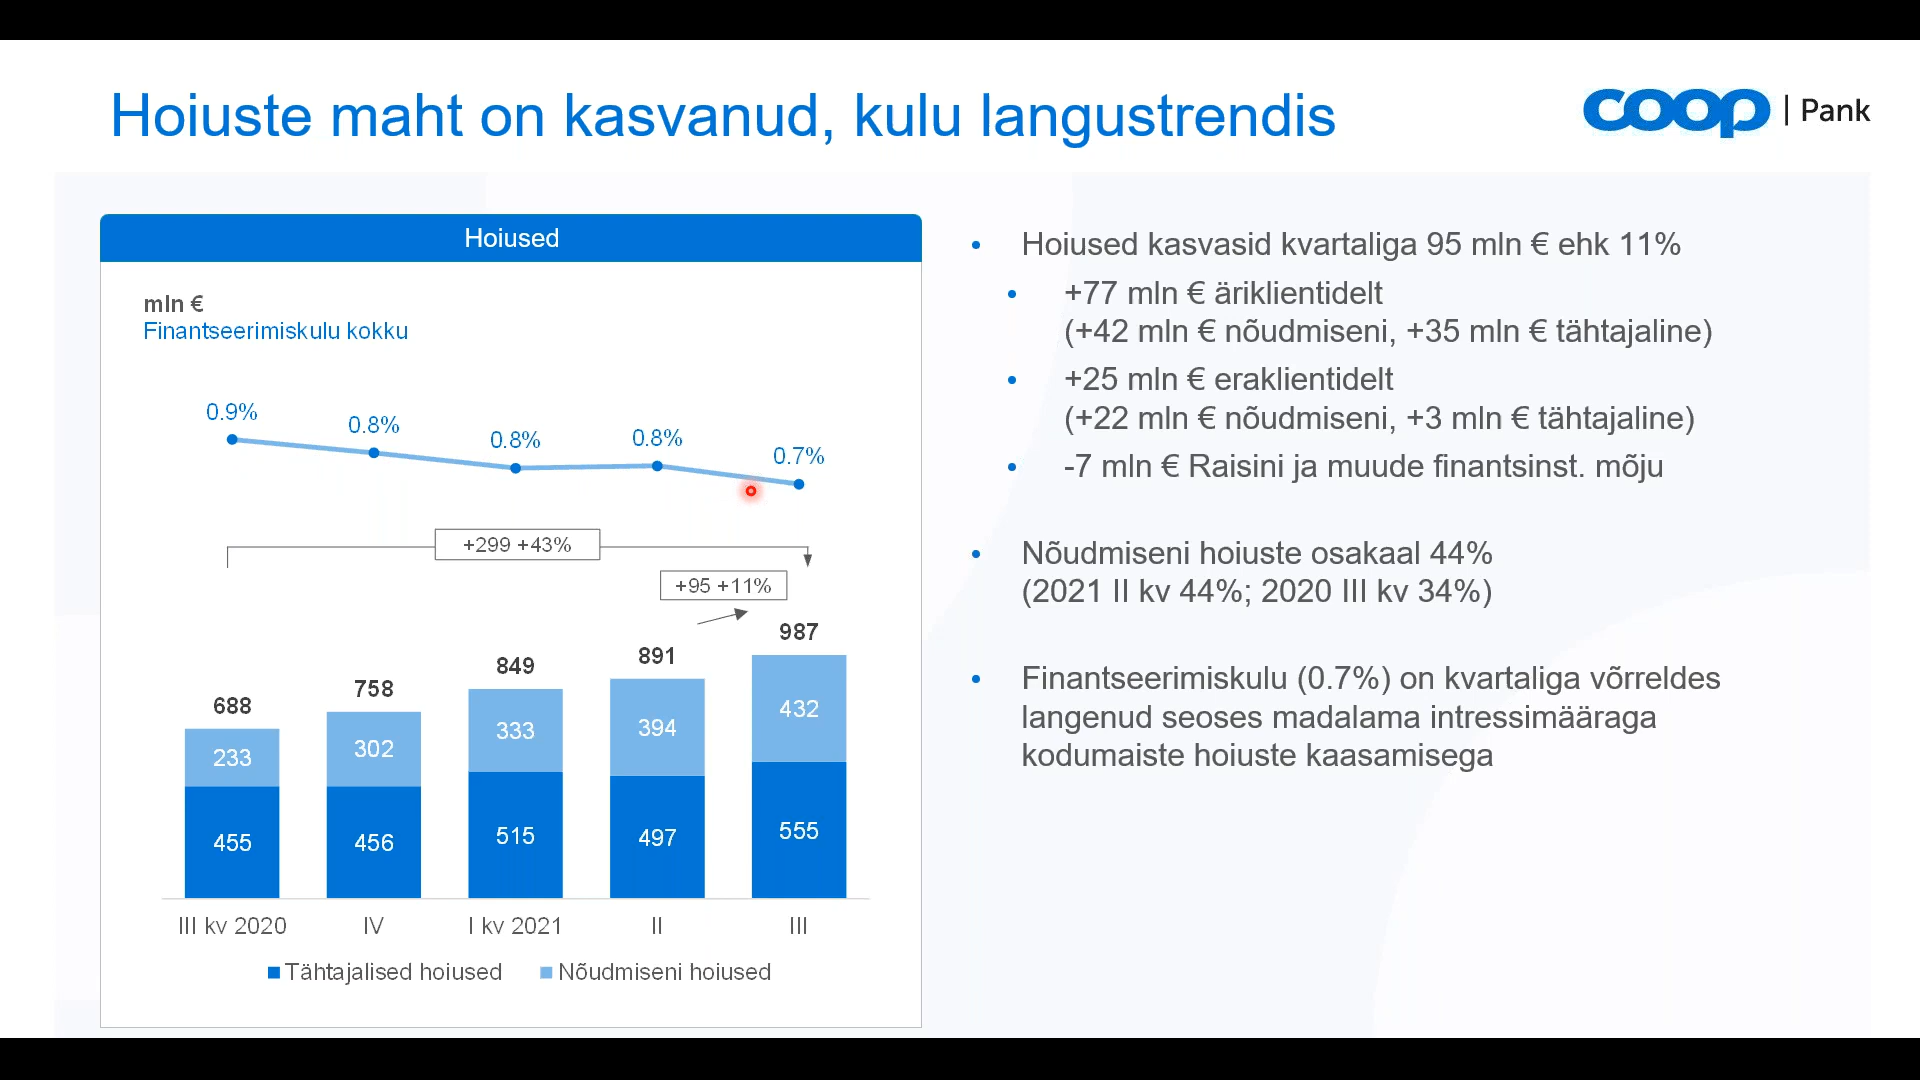 Hoiuste maht on kasvanud, kulu langustrendis
coop | Pank
Hoiused
mln €
Finantseerimiskulu kokku
0.9%
0.8%
0.8%
0.8%
0.7%
+299 +43%
+95 +11%
688
758
849
891
987
233
302
333
394
432
455
456
515
497
555
III kv 2020
IV
I kv 2021
II
III
Tähtajalised hoiused
Nõudmiseni hoiused
• Hoiused kasvasid kvartaliga 95 mln € ehk 11%
• +77 mln € äriklientidelt
(+42 mln € nõudmiseni, +35 mln € tähtajaline)
• +25 mln € eraklientidelt
(+22 mln € nõudmiseni, +3 mln € tähtajaline)
• -7 mln € Raisini ja muude finantsinst. mõju
• Nõudmiseni hoiuste osakaal 44%
(2021 II kv 44%; 2020 III kv 34%)
• Finantseerimiskulu (0.7%) on kvartaliga võrreldes
langenud seoses madalama intressimääraga
kodumaiste hoiuste kaasamisega